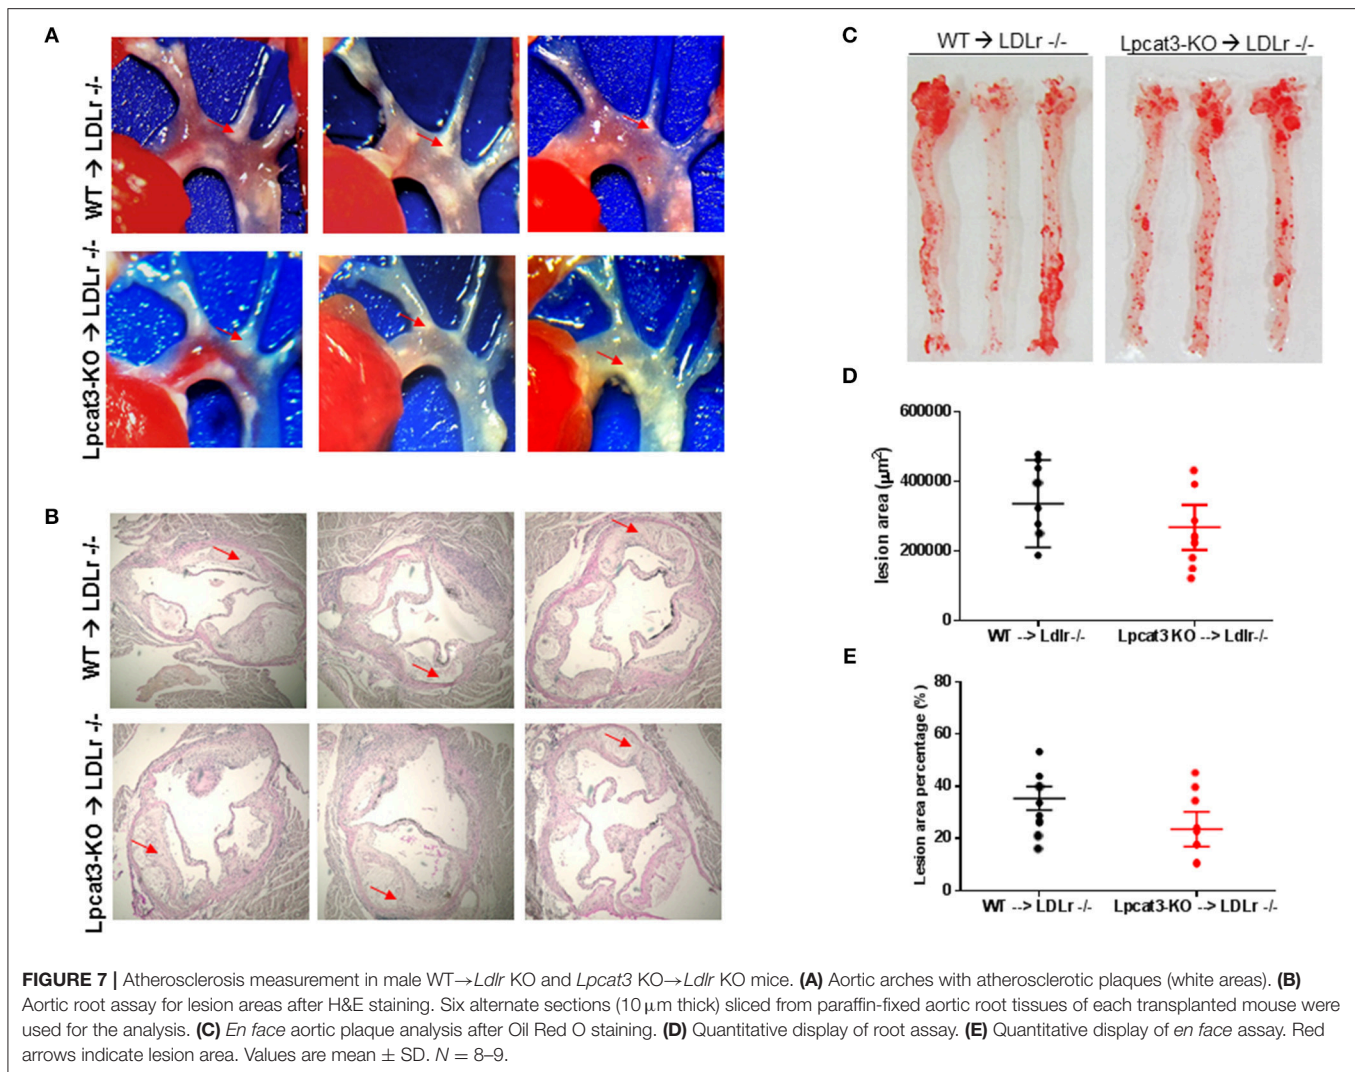 A
WT → LDLr -/-
Lpcat3-KO → LDLr -/-
B
WT → LDLr -/-
Lpcat3-KO → LDLr -/-
C
WT → LDLr -/-
Lpcat3-KO → LDLr -/-
D
600000
400000
200000
0
lesion area (μm²)
WT --> Ldlr-/-
Lpcat3 KO --> Ldlr-/-
E
80
60
40
20
0
Lesion area percentage (%)
WT --> LDLr -/-
Lpcat3-KO --> LDLr -/-
FIGURE 7 | Atherosclerosis measurement in male WT→Ldlr KO and Lpcat3 KO→Ldlr KO mice. (A) Aortic arches with atherosclerotic plaques (white areas). (B)
Aortic root assay for lesion areas after H&E staining. Six alternate sections (10 μm thick) sliced from paraffin-fixed aortic root tissues of each transplanted mouse were
used for the analysis. (C) En face aortic plaque analysis after Oil Red O staining. (D) Quantitative display of root assay. (E) Quantitative display of en face assay. Red
arrows indicate lesion area. Values are mean ± SD. N = 8–9.